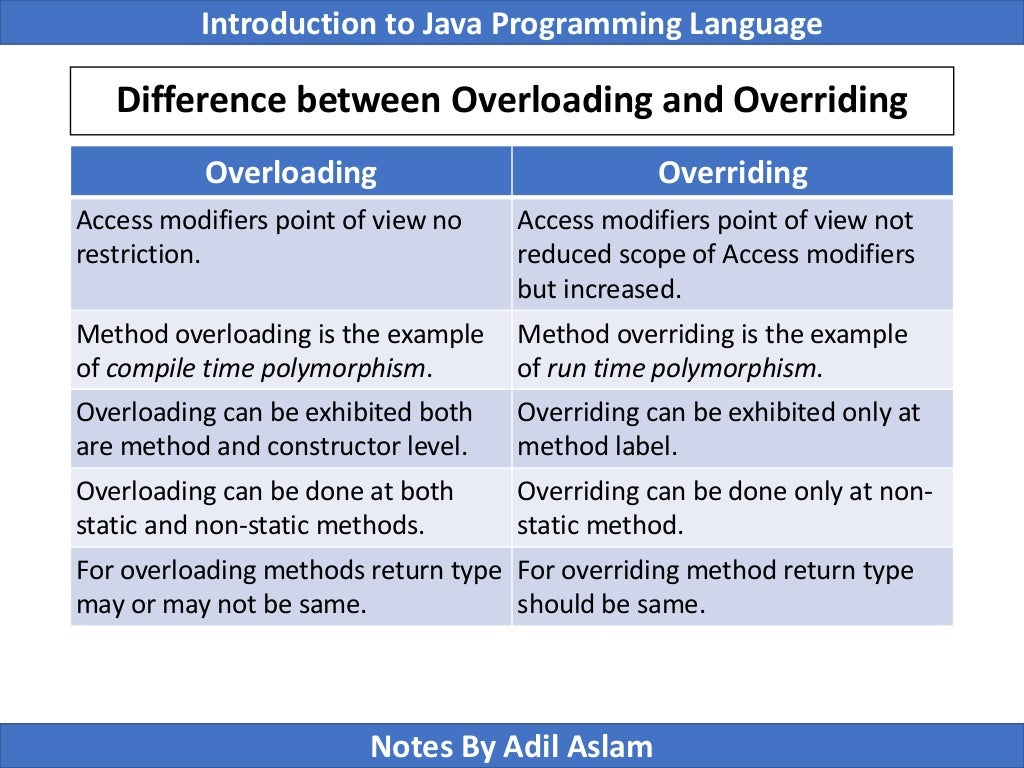 Introduction to Java Programming Language
Difference between Overloading and Overriding
Overloading
Overriding
Access modifiers point of view no
restriction.
Access modifiers point of view not
reduced scope of Access modifiers
but increased.
Method overloading is the example
of compile time polymorphism.
Method overriding is the example
of run time polymorphism.
Overloading can be exhibited both
are method and constructor level.
Overriding can be exhibited only at
method label.
Overloading can be done at both
static and non-static methods.
Overriding can be done only at non-
static method.
For overloading methods return type
may or may not be same.
For overriding method return type
should be same.
Notes By Adil Aslam